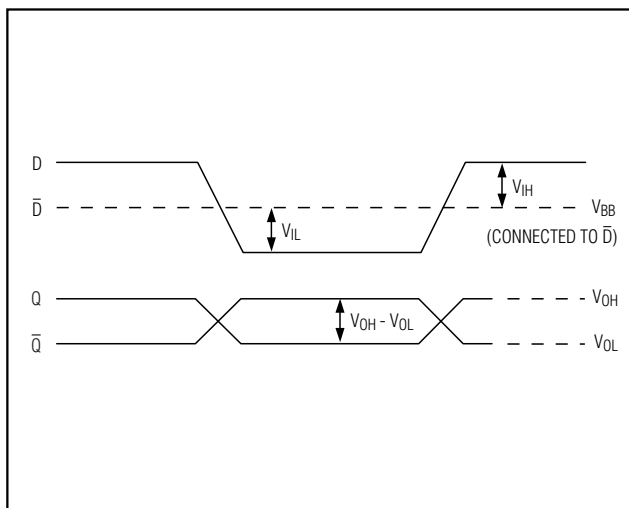 D
D̅
V_IH
V_BB
V_IL
(CONNECTED TO D̅)
Q
V_OH
V_OH - V_OL
Q̅
V_OL